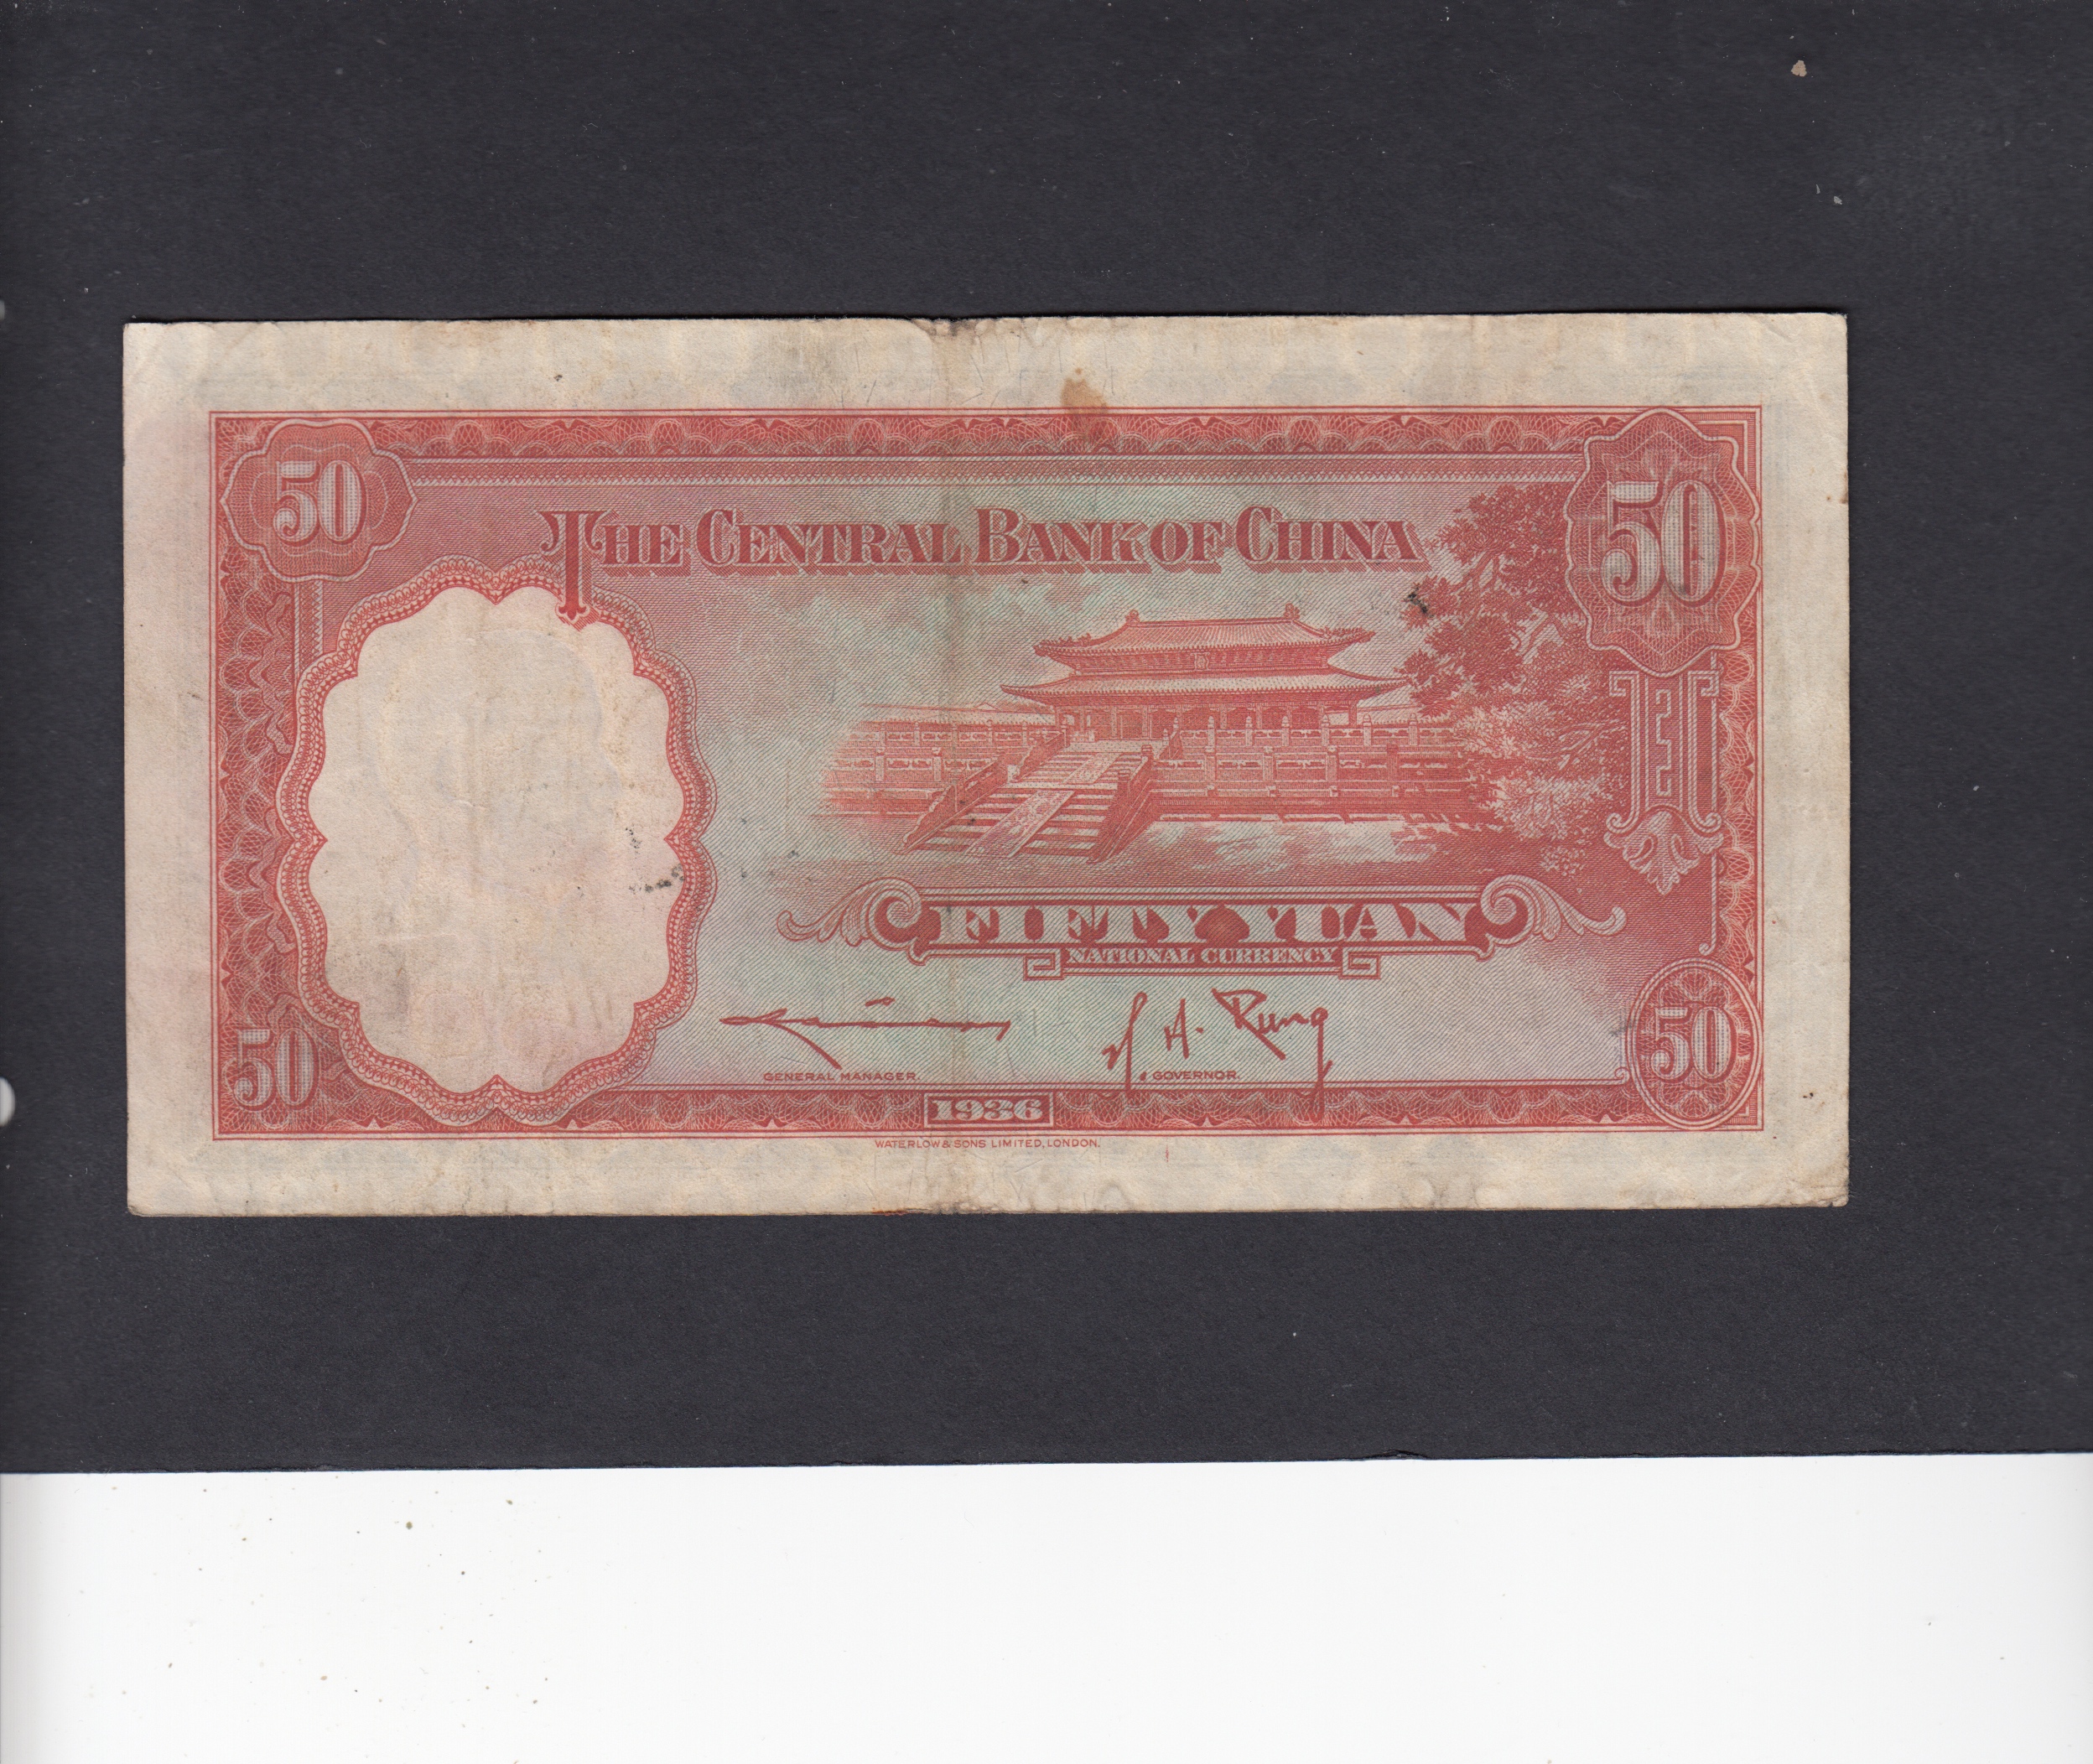 50
50
THE CENTRAL BANK OF CHINA
FIFTY YUAN
NATIONAL CURRENCY
H. H. Kung
GENERAL MANAGER.
GOVERNOR.
50
50
1936
WATERLOW & SONS LIMITED, LONDON.